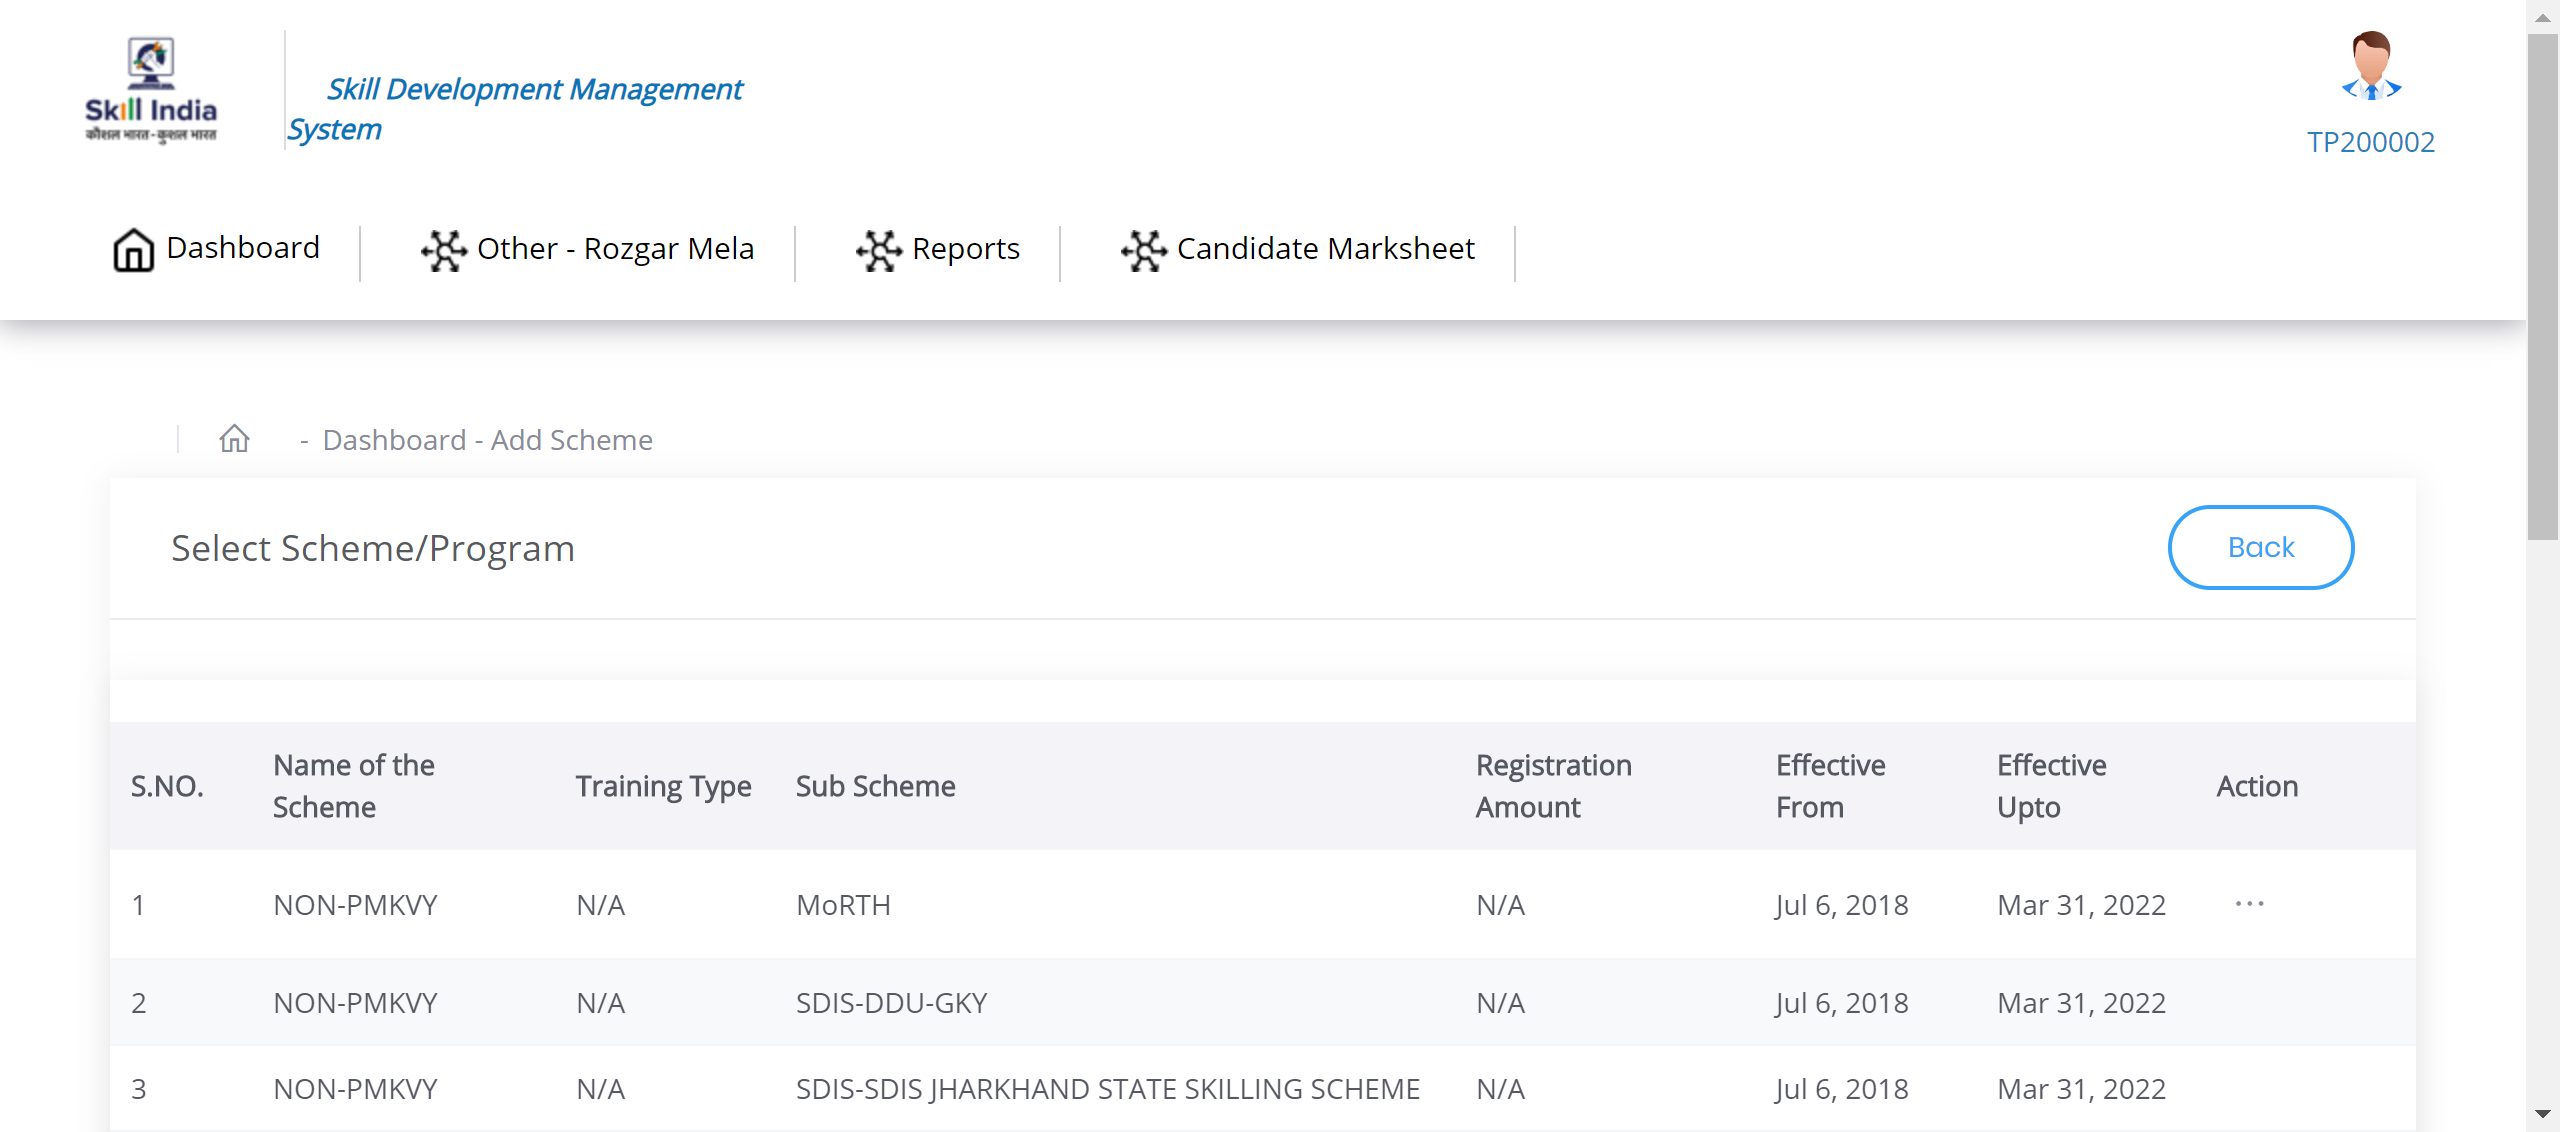 Skill India
कौशल भारत - कुशल भारत
Skill Development Management
System
TP200002
Dashboard
Other - Rozgar Mela
Reports
Candidate Marksheet
- Dashboard - Add Scheme
Select Scheme/Program
Back
S.NO. Name of the Scheme Training Type Sub Scheme Registration Amount Effective From Effective Upto Action
1 NON-PMKVY N/A MoRTH N/A Jul 6, 2018 Mar 31, 2022 ...
2 NON-PMKVY N/A SDIS-DDU-GKY N/A Jul 6, 2018 Mar 31, 2022
3 NON-PMKVY N/A SDIS-SDIS JHARKHAND STATE SKILLING SCHEME N/A Jul 6, 2018 Mar 31, 2022